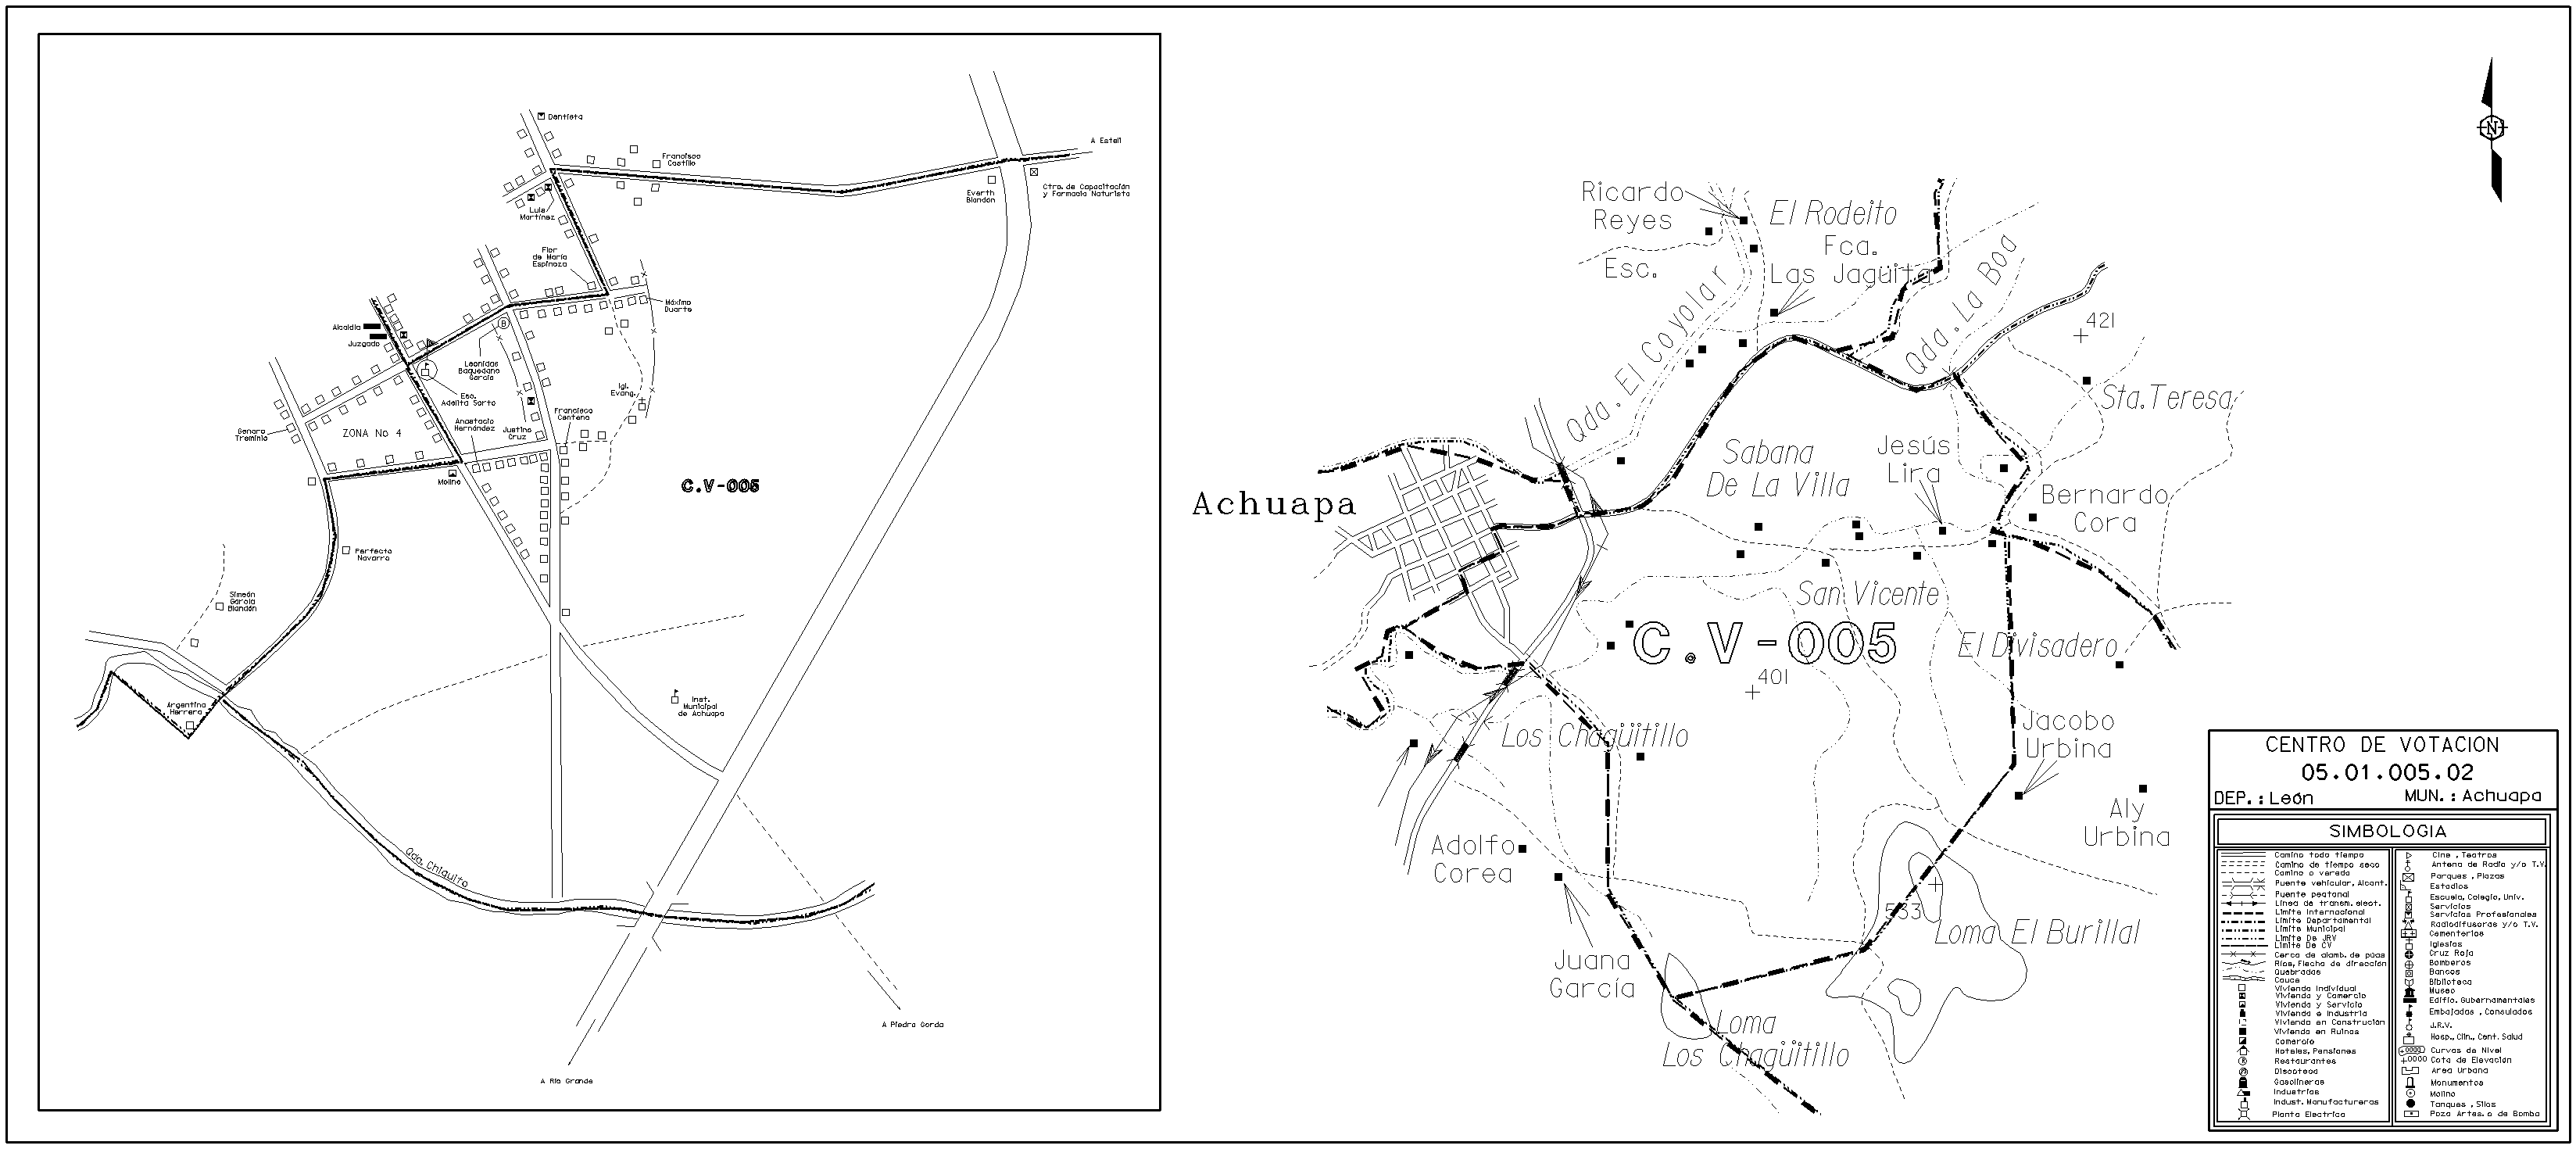 Dentista
A Estelí
Francisco
Castillo
Everth
Blandón
Ctro. de Capacitación
y Farmacia Naturista
Luis
Martínez
Flor
de María
Espinoza
Máximo
Duarte
Alcaldía
Juzgado
B
Leonidas
Baquedano
García
Esc.
Adelita Sarto
Igl.
Evang.
Genaro
Treminio
ZONA No 4
Anastacio
Hernández
Justino
Cruz
Francisca
Centeno
Molino
C.V-005
Perfecto
Navarro
Simeón
García
Blandón
Argentina
Herrera
Inst.
Municipal
de Achuapa
Qda. Chiquito
A Piedra Gorda
A Río Grande
N
Ricardo
Reyes
El Rodeito
Fca.
Las Jaguita
Esc.
Qda. El Coyolar
Qda. La Boa
421
Sta. Teresa
Sabana
De La Villa
Jesús
Lira
Bernardo
Cora
Achuapa
San Vicente
C.V-005
401
El Divisadero
Los Chagüitillo
Jacobo
Urbina
Aly
Urbina
Adolfo
Corea
533
Loma El Burillal
Juana
García
Loma
Los Chagüitillo
CENTRO DE VOTACION
05.01.005.02
DEP.: León MUN.: Achuapa
SIMBOLOGIA
Camino todo tiempo
Camino de tiempo seco
Camino o vereda
Puente vehicular, Alcant.
Puente peatonal
Línea de transm. elect.
Límite Internacional
Límite Departamental
Límite Municipal
Límite De JRV
Límite De CV
Cerca de alamb. de púas
Ríos, Flecha de dirección
Quebradas
Cauce
Vivienda Individual
Vivienda y Comercio
Vivienda y Servicio
Vivienda e Industria
Vivienda en Construción
Vivienda en Ruinas
Comercio
Hoteles, Pensiones
Restaurantes
Discoteca
Gasolineras
Industrias
Indust. Manufactureras
Planta Electrica
Cine , Teatros
Antena de Radio y/o T.V.
Parques , Plazas
Estadios
Escuela, Colegio, Univ.
Servicios
Servicios Profesionales
Radiodifusoras y/o T.V.
Cementerios
Iglesias
Cruz Roja
Bomberos
Bancos
Biblioteca
Museo
Edific. Gubernamentales
Embajadas , Consulados
J.R.V.
Hosp., Clin., Cent. Salud
Curvas de Nivel
+0000 Cota de Elevación
Area Urbana
Monumentos
Molino
Tanques , Silos
Pozo Artes. o de Bomba